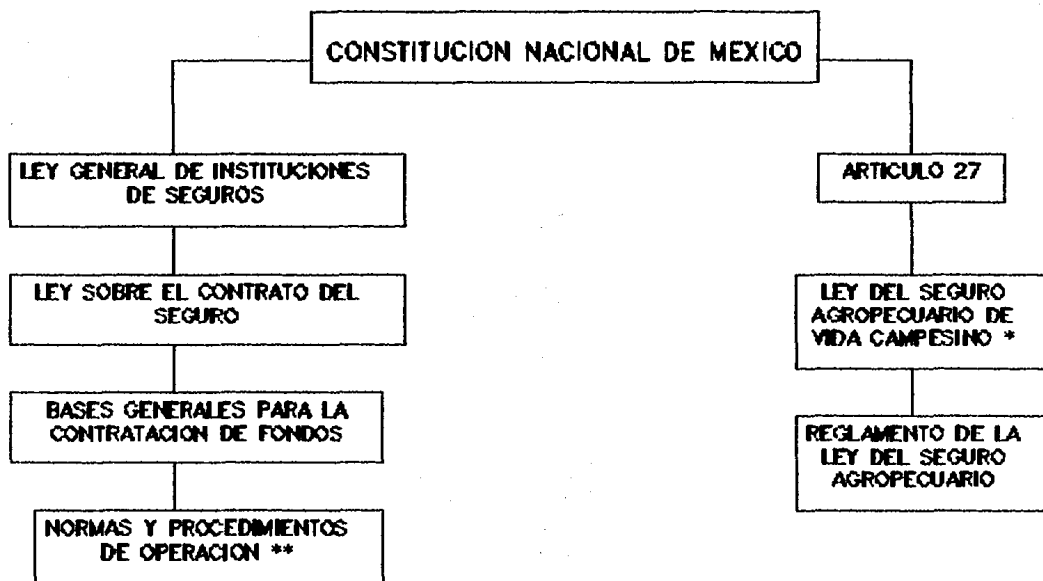 CONSTITUCION NACIONAL DE MEXICO
LEY GENERAL DE INSTITUCIONES
DE SEGUROS
LEY SOBRE EL CONTRATO DEL
SEGURO
BASES GENERALES PARA LA
CONTRATACION DE FONDOS
NORMAS Y PROCEDIMIENTOS
DE OPERACION **
ARTICULO 27
LEY DEL SEGURO
AGROPECUARIO DE
VIDA CAMPESINO *
REGLAMENTO DE LA
LEY DEL SEGURO
AGROPECUARIO